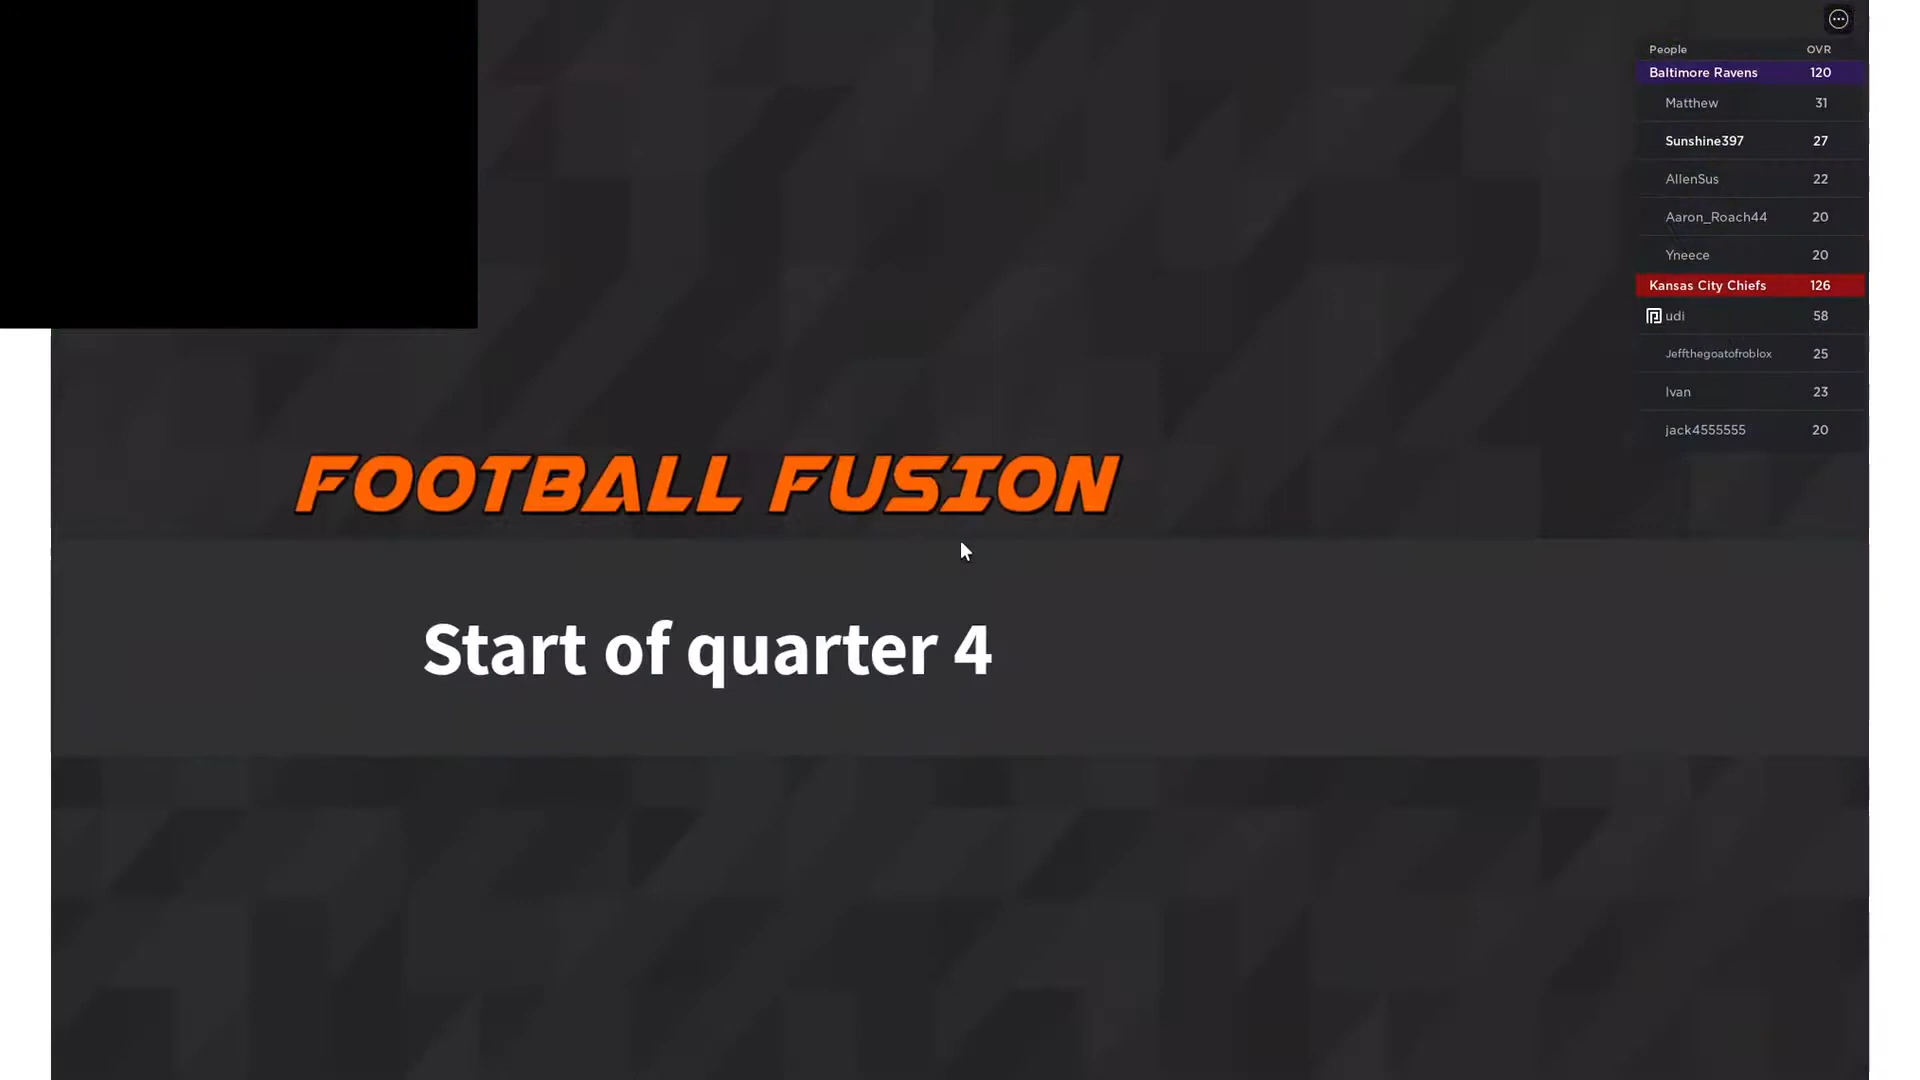 People OVR
Baltimore Ravens 120
Matthew 31
Sunshine397 27
AllenSus 22
Aaron_Roach44 20
Yneece 20
Kansas City Chiefs 126
udi 58
Jeffthegoatofroblox 25
Ivan 23
jack4555555 20
FOOTBALL FUSION
Start of quarter 4